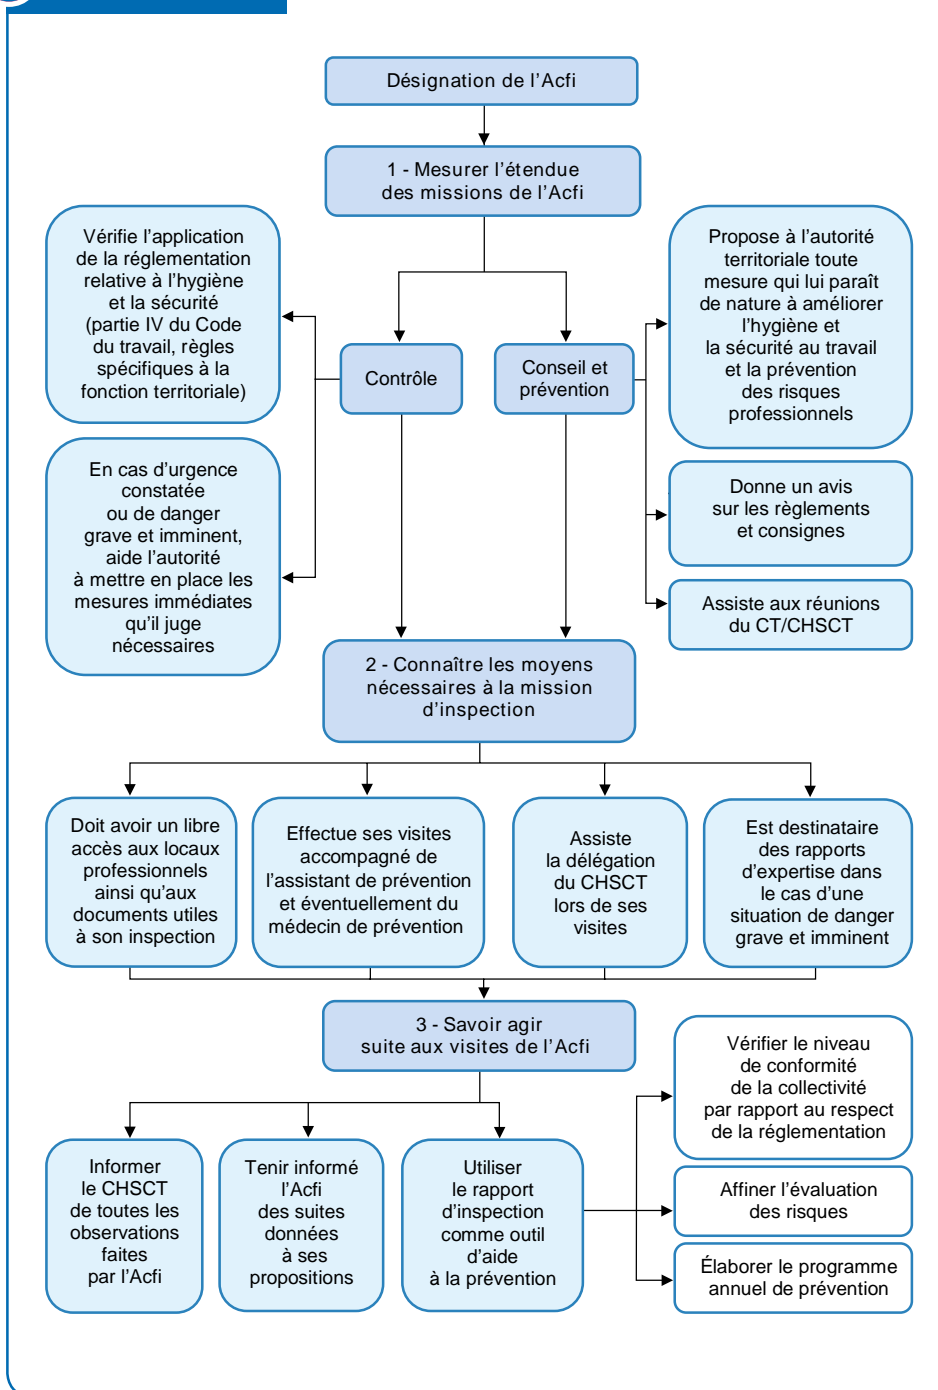 Désignation de l’Acfi
1 - Mesurer l’étendue
des missions de l’Acfi
Vérifie l’application
de la réglementation
relative à l’hygiène
et la sécurité
(partie IV du Code
du travail, règles
spécifiques à la
fonction territoriale)
En cas d’urgence
constatée
ou de danger
grave et imminent,
aide l’autorité
à mettre en place les
mesures immédiates
qu’il juge
nécessaires
Contrôle
Conseil et
prévention
Propose à l’autorité
territoriale toute
mesure qui lui paraît
de nature à améliorer
l’hygiène et
la sécurité au travail
et la prévention
des risques
professionnels
Donne un avis
sur les règlements
et consignes
Assiste aux réunions
du CT/CHSCT
2 - Connaître les moyens
nécessaires à la mission
d’inspection
Doit avoir un libre
accès aux locaux
professionnels
ainsi qu’aux
documents utiles
à son inspection
Effectue ses visites
accompagné de
l’assistant de prévention
et éventuellement du
médecin de prévention
Assiste
la délégation
du CHSCT
lors de ses
visites
Est destinataire
des rapports
d’expertise dans
le cas d’une
situation de danger
grave et imminent
3 - Savoir agir
suite aux visites de l’Acfi
Informer
le CHSCT
de toutes les
observations
faites
par l’Acfi
Tenir informé
l’Acfi
des suites
données
à ses
propositions
Utiliser
le rapport
d’inspection
comme outil
d’aide
à la prévention
Vérifier le niveau
de conformité
de la collectivité
par rapport au respect
de la réglementation
Affiner l’évaluation
des risques
Élaborer le programme
annuel de prévention